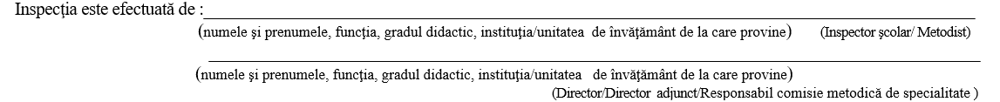 Inspecţia este efectuată de :
(numele şi prenumele, funcţia, gradul didactic, instituţia/unitatea de învăţământ de la care provine) (Inspector şcolar/ Metodist)
(numele şi prenumele, funcţia, gradul didactic, instituţia/unitatea de învăţământ de la care provine)
(Director/Director adjunct/Responsabil comisie metodică de specialitate )